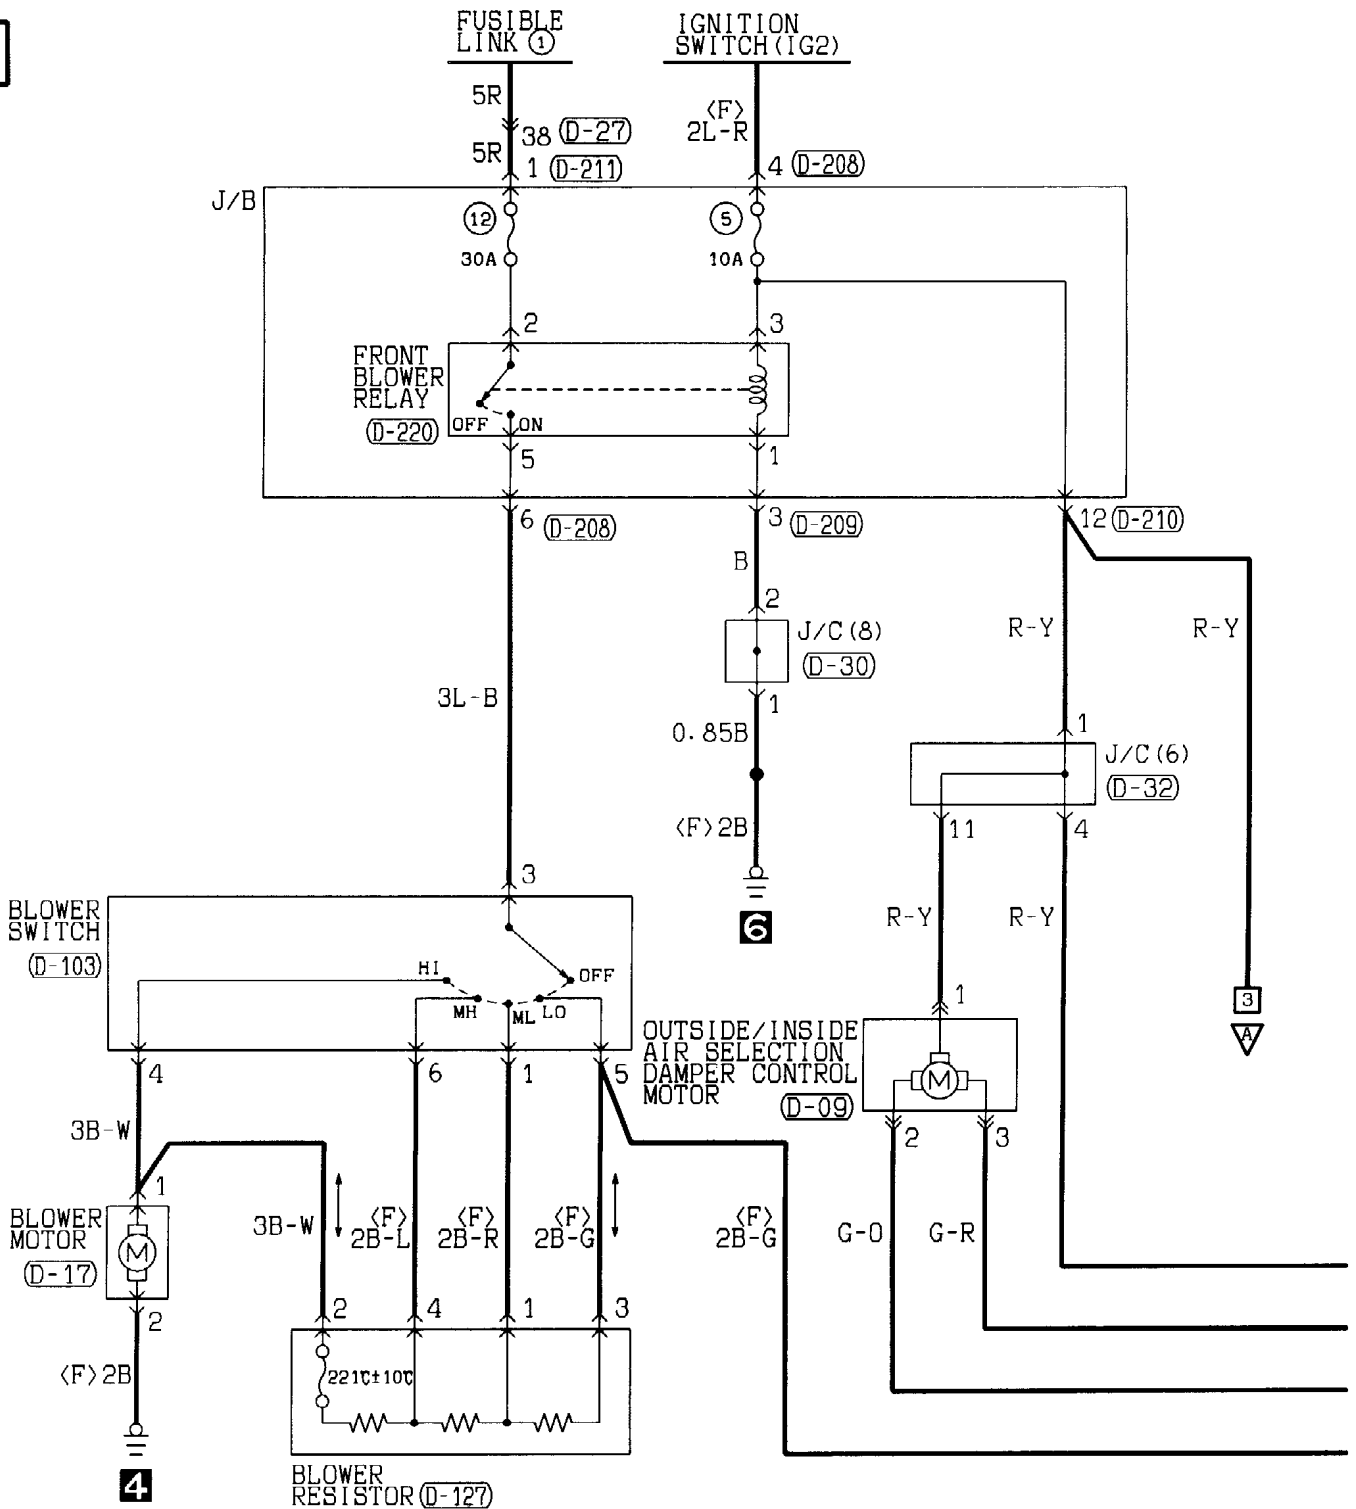 FUSIBLE
LINK ①
IGNITION
SWITCH(IG2)
5R
38 (D-27)
5R
1 (D-211)
<F>
2L-R
4 (D-208)
J/B
12
30A
5
10A
2
3
FRONT
BLOWER
RELAY
(D-220)
OFF
ON
5
1
6 (D-208)
3 (D-209)
12 (D-210)
B
2
J/C(8)
(D-30)
1
R-Y
R-Y
3L-B
0.85B
1
J/C(6)
(D-32)
<F>2B
11
4
6
3
BLOWER
SWITCH
(D-103)
HI
OFF
MH
ML
LO
R-Y
R-Y
3
A
1
OUTSIDE/INSIDE
AIR SELECTION
DAMPER CONTROL
MOTOR
(D-09)
M
2
3
4
6
1
5
3B-W
1
BLOWER
MOTOR
(D-17)
M
2
3B-W
<F>
2B-L
<F>
2B-R
<F>
2B-G
<F>
2B-G
G-O
G-R
2
4
1
3
<F>2B
221℃±10℃
4
BLOWER
RESISTOR (D-127)